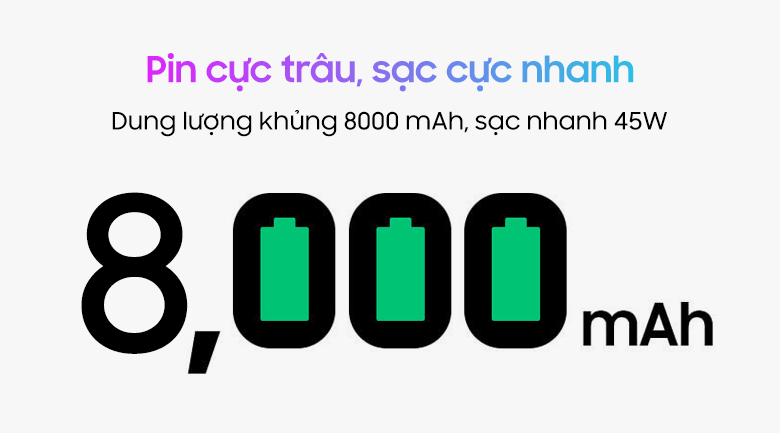 Pin cực trâu, sạc cực nhanh
Dung lượng khủng 8000 mAh, sạc nhanh 45W
8,000 mAh